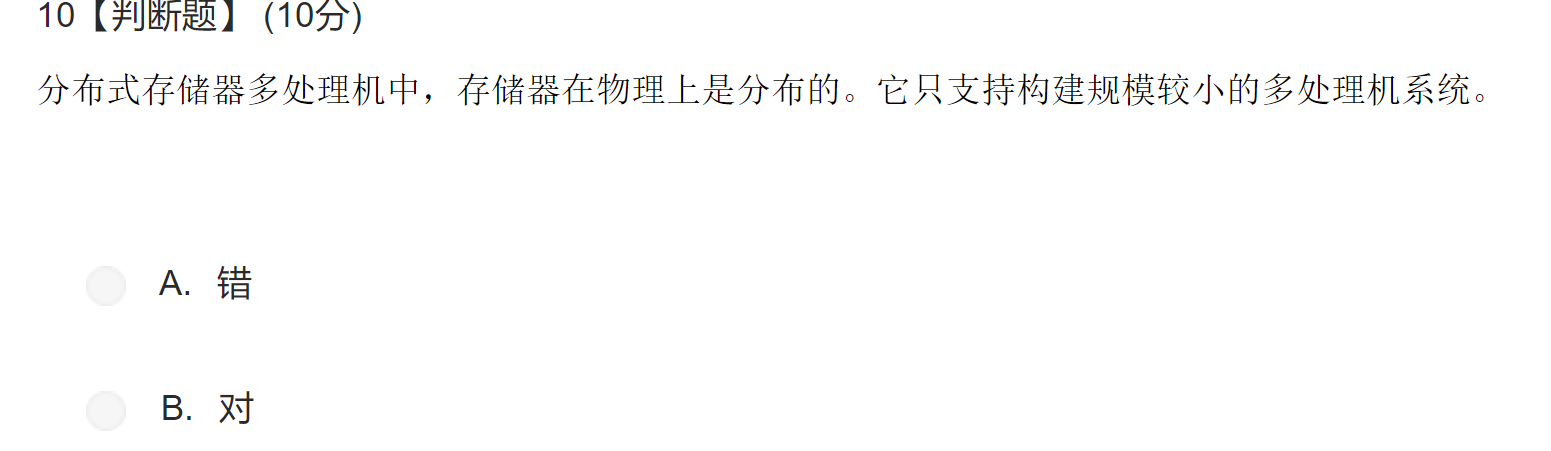 10【判断题】 (10分)
分布式存储器多处理机中，存储器在物理上是分布的。它只支持构建规模较小的多处理机系统。
A. 错
B. 对